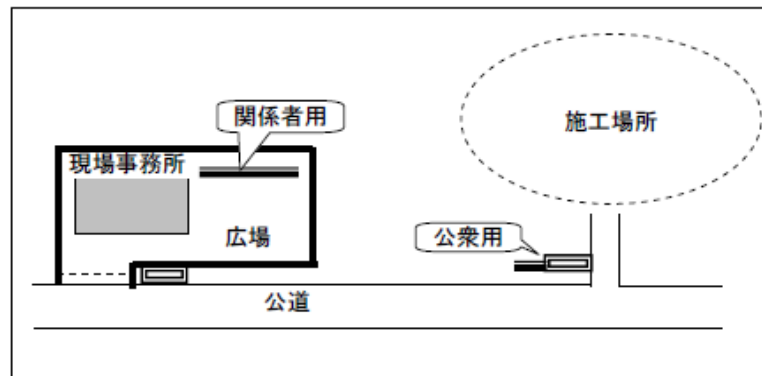 関係者用
施工場所
現場事務所
広場
公衆用
公道